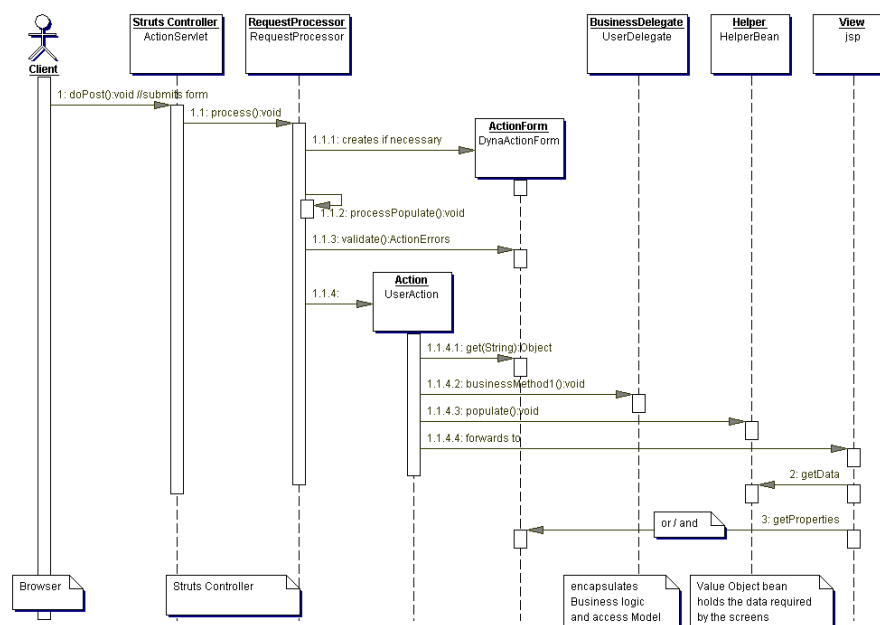 Struts Controller
ActionServlet
RequestProcessor
RequestProcessor
BusinessDelegate
UserDelegate
Helper
HelperBean
View
jsp
Client
1: doPost():void //submits form
1.1: process():void
1.1.1: creates if necessary
ActionForm
DynaActionForm
1.1.2: processPopulate():void
1.1.3: validate():ActionErrors
Action
UserAction
1.1.4:
1.1.4.1: get(String):Object
1.1.4.2: businessMethod1():void
1.1.4.3: populate():void
1.1.4.4: forwards to
2: getData
or / and
3: getProperties
Browser
Struts Controller
encapsulates
Business logic
and access Model
Value Object bean
holds the data required
by the screens